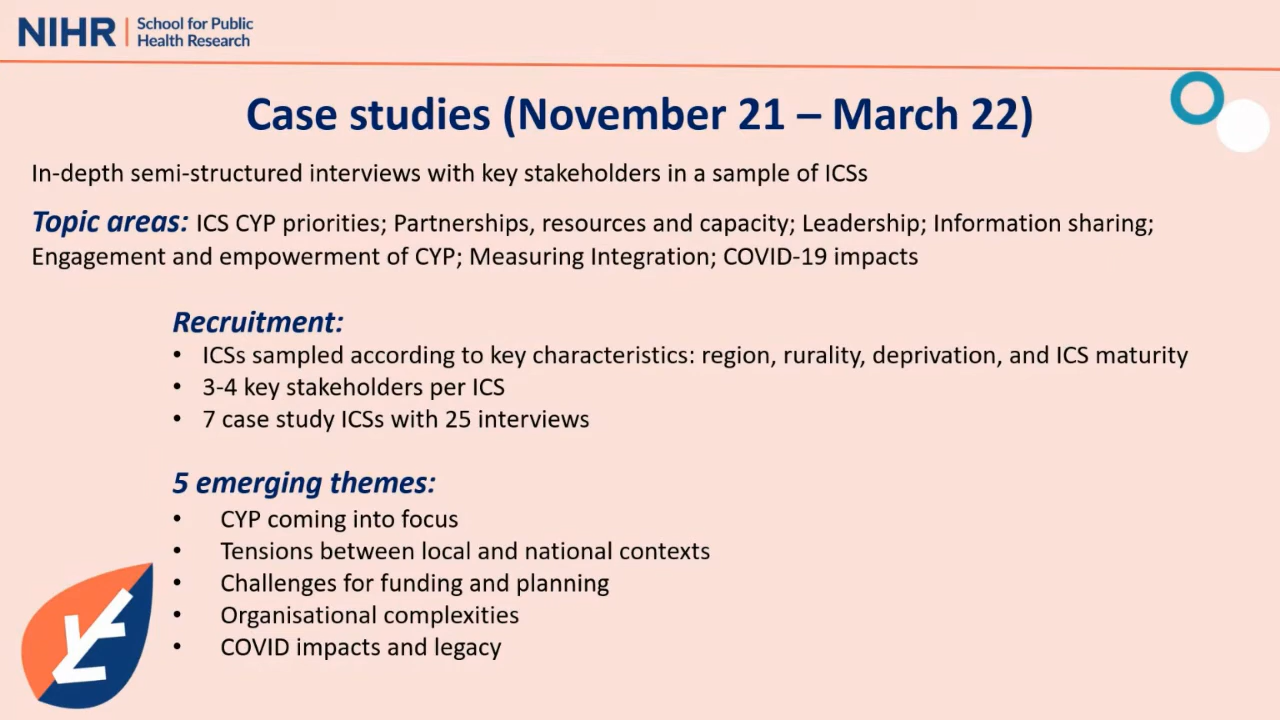 NIHR | School for Public
Health Research
Case studies (November 21 – March 22)
In-depth semi-structured interviews with key stakeholders in a sample of ICSs
Topic areas: ICS CYP priorities; Partnerships, resources and capacity; Leadership; Information sharing;
Engagement and empowerment of CYP; Measuring Integration; COVID-19 impacts
Recruitment:
• ICSs sampled according to key characteristics: region, rurality, deprivation, and ICS maturity
• 3-4 key stakeholders per ICS
• 7 case study ICSs with 25 interviews
5 emerging themes:
• CYP coming into focus
• Tensions between local and national contexts
• Challenges for funding and planning
• Organisational complexities
• COVID impacts and legacy